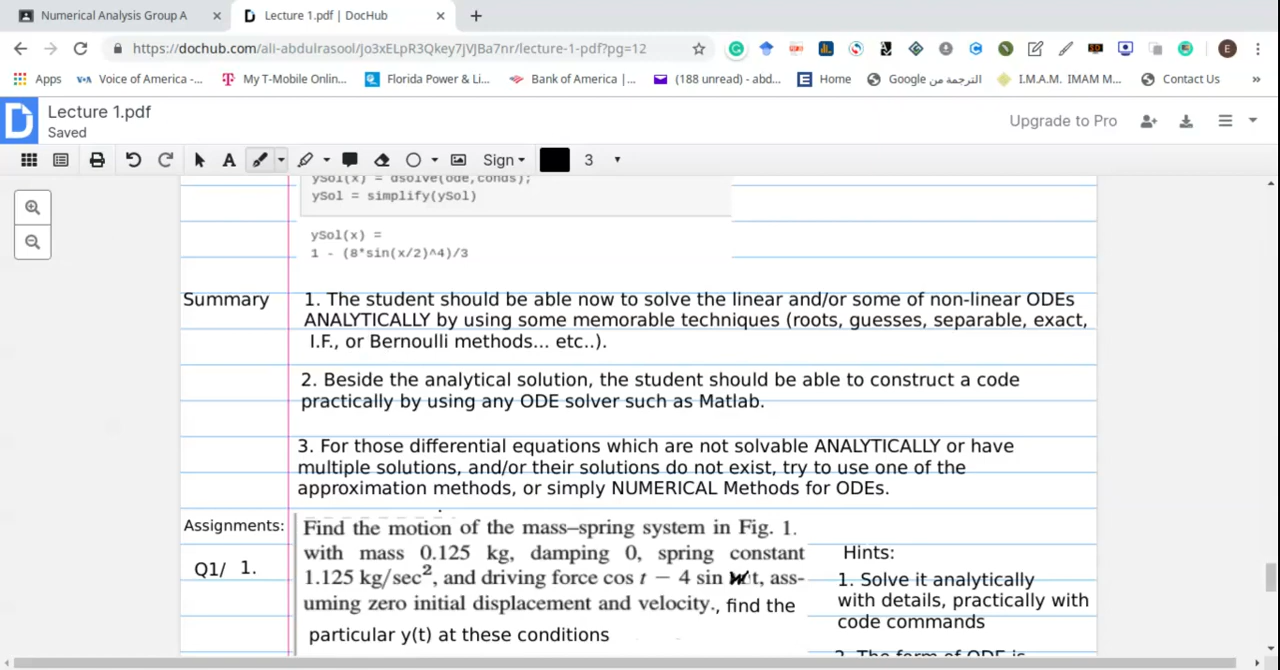 Numerical Analysis Group A
Lecture 1.pdf | DocHub
https://dochub.com/ali-abdulrasool/jo3xELpR3Qkey7jVJBa7nr/lecture-1-pdf?pg=12
E
Apps
Voice of America -...
My T-Mobile Onlin...
Florida Power & Li...
Bank of America |...
(188 unread) - abd...
Home
الترجمة من Google
I.M.A.M. IMAM M...
Contact Us
»
Lecture 1.pdf
Saved
Upgrade to Pro
A
Sign
3
ySol(x) = dsolve(ode,conds);
ySol = simplify(ySol)
ySol(x) =
1 - (8*sin(x/2)^4)/3
Summary
1. The student should be able now to solve the linear and/or some of non-linear ODEs
ANALYTICALLY by using some memorable techniques (roots, guesses, separable, exact,
I.F., or Bernoulli methods... etc..).
2. Beside the analytical solution, the student should be able to construct a code
practically by using any ODE solver such as Matlab.
3. For those differential equations which are not solvable ANALYTICALLY or have
multiple solutions, and/or their solutions do not exist, try to use one of the
approximation methods, or simply NUMERICAL Methods for ODEs.
Assignments:
Q1/ 1.
Find the motion of the mass–spring system in Fig. 1.
with mass 0.125 kg, damping 0, spring constant
1.125 kg/sec², and driving force cos t − 4 sin t, ass-
uming zero initial displacement and velocity., find the
particular y(t) at these conditions
Hints:
1. Solve it analytically
with details, practically with
code commands
2. The form of ODE is